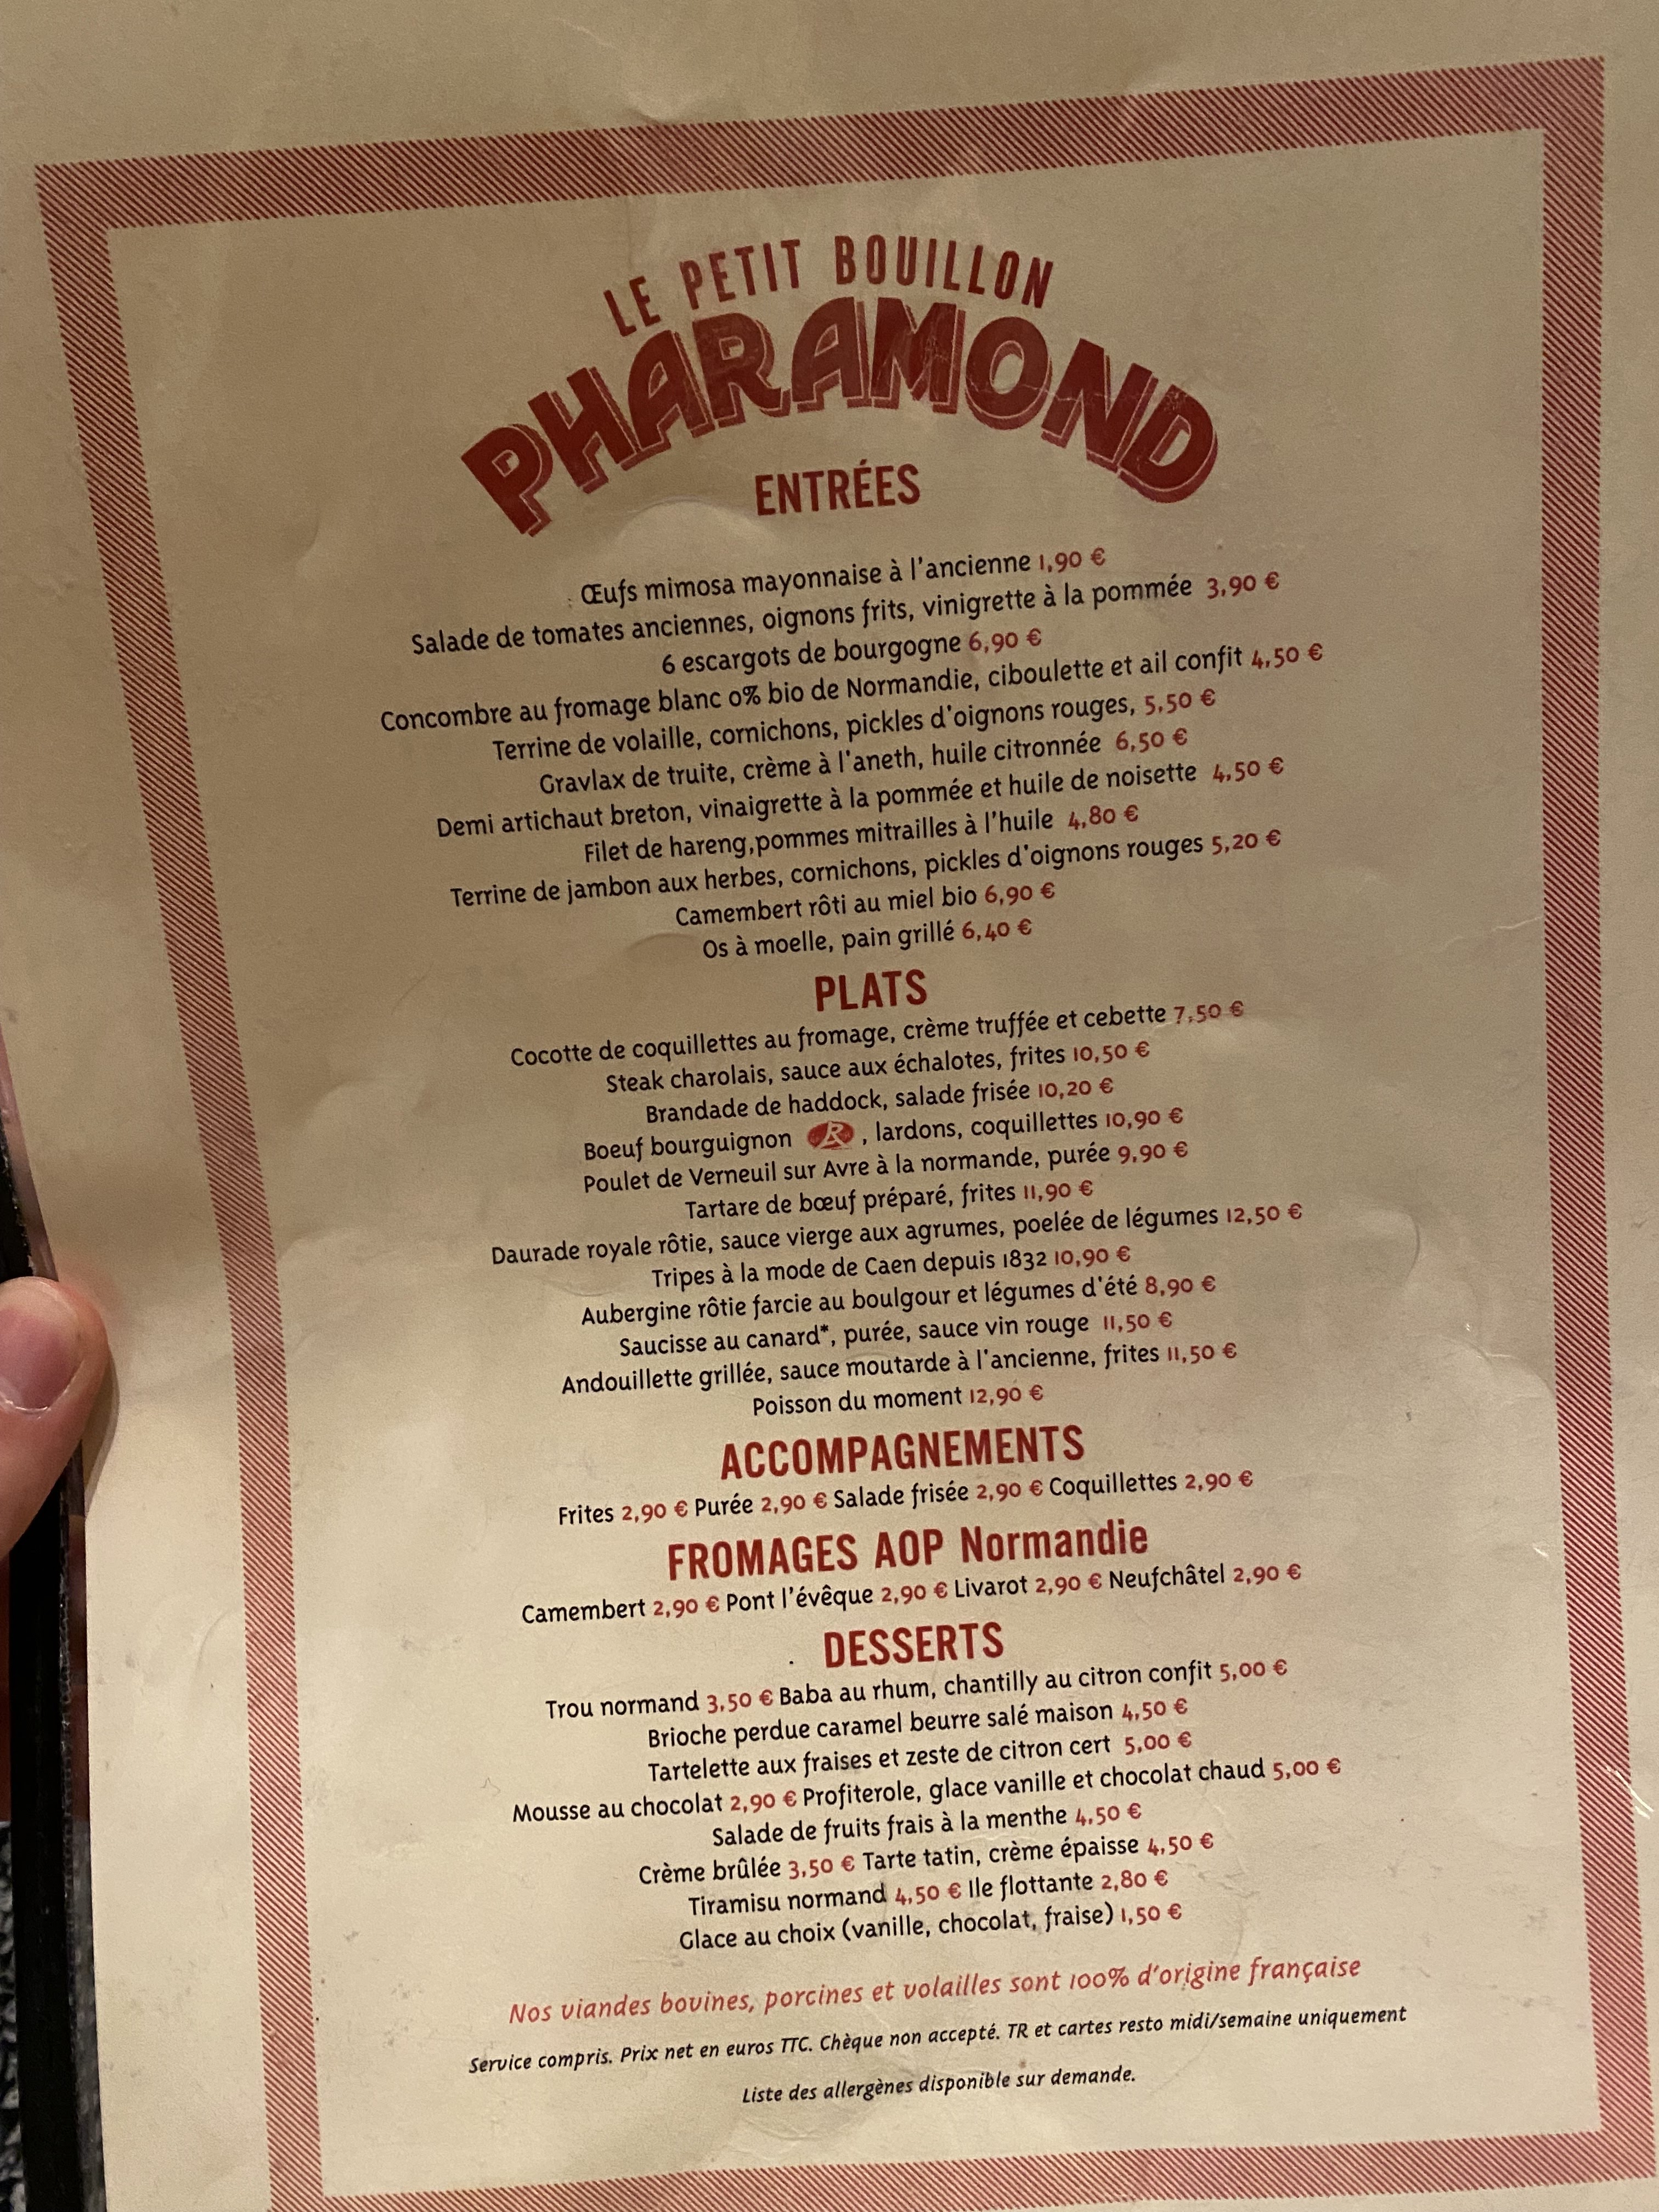 LE PETIT BOUILLON
PHARAMOND
ENTRÉES
Œufs mimosa mayonnaise à l'ancienne 1,90 €
Salade de tomates anciennes, oignons frits, vinigrette à la pommée 3,90 €
6 escargots de bourgogne 6,90 €
Concombre au fromage blanc 0% bio de Normandie, ciboulette et ail confit 4,50 €
Terrine de volaille, cornichons, pickles d'oignons rouges, 5,50 €
Gravlax de truite, crème à l'aneth, huile citronnée 6,50 €
Demi artichaut breton, vinaigrette à la pommée et huile de noisette 4,50 €
Filet de hareng,pommes mitrailles à l'huile 4,80 €
Terrine de jambon aux herbes, cornichons, pickles d'oignons rouges 5,20 €
Camembert rôti au miel bio 6,90 €
Os à moelle, pain grillé 6,40 €
PLATS
Cocotte de coquillettes au fromage, crème truffée et cebette 7,50 €
Steak charolais, sauce aux échalotes, frites 10,50 €
Brandade de haddock, salade frisée 10,20 €
Boeuf bourguignon R, lardons, coquillettes 10,90 €
Poulet de Verneuil sur Avre à la normande, purée 9,90 €
Tartare de bœuf préparé, frites 11,90 €
Daurade royale rôtie, sauce vierge aux agrumes, poelée de légumes 12,50 €
Tripes à la mode de Caen depuis 1832 10,90 €
Aubergine rôtie farcie au boulgour et légumes d'été 8,90 €
Saucisse au canard*, purée, sauce vin rouge 11,50 €
Andouillette grillée, sauce moutarde à l'ancienne, frites 11,50 €
Poisson du moment 12,90 €
ACCOMPAGNEMENTS
Frites 2,90 € Purée 2,90 € Salade frisée 2,90 € Coquillettes 2,90 €
FROMAGES AOP Normandie
Camembert 2,90 € Pont l'évêque 2,90 € Livarot 2,90 € Neufchâtel 2,90 €
DESSERTS
Trou normand 3,50 € Baba au rhum, chantilly au citron confit 5,00 €
Brioche perdue caramel beurre salé maison 4,50 €
Tartelette aux fraises et zeste de citron cert 5,00 €
Mousse au chocolat 2,90 € Profiterole, glace vanille et chocolat chaud 5,00 €
Salade de fruits frais à la menthe 4,50 €
Crème brûlée 3,50 € Tarte tatin, crème épaisse 4,50 €
Tiramisu normand 4,50 € Ile flottante 2,80 €
Glace au choix (vanille, chocolat, fraise) 1,50 €
Nos viandes bovines, porcines et volailles sont 100% d'origine française
Service compris. Prix net en euros TTC. Chèque non accepté. TR et cartes resto midi/semaine uniquement
Liste des allergènes disponible sur demande.